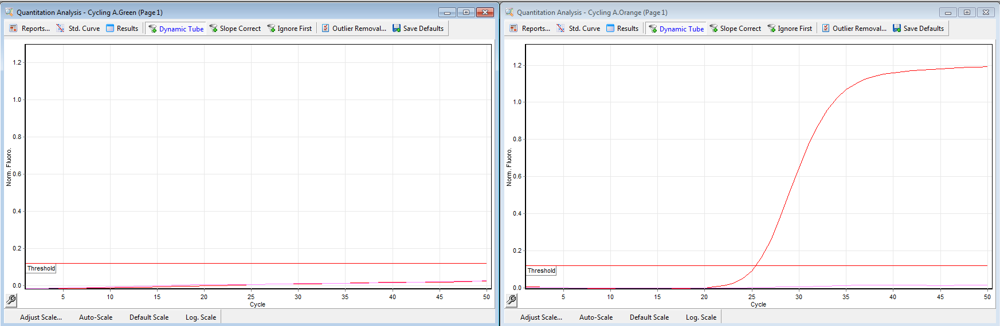 Quantitation Analysis - Cycling A.Green (Page 1)
Reports... Std. Curve Results Dynamic Tube Slope Correct Ignore First Outlier Removal... Save Defaults
Norm. Fluoro.
1.2
1.0
0.8
0.6
0.4
0.2
0.0
Threshold
5 10 15 20 25 30 35 40 45 50
Cycle
Adjust Scale... Auto-Scale Default Scale Log. Scale
Quantitation Analysis - Cycling A.Orange (Page 1)
Reports... Std. Curve Results Dynamic Tube Slope Correct Ignore First Outlier Removal... Save Defaults
Norm. Fluoro.
1.2
1.0
0.8
0.6
0.4
0.2
0.0
Threshold
5 10 15 20 25 30 35 40 45 50
Cycle
Adjust Scale... Auto-Scale Default Scale Log. Scale